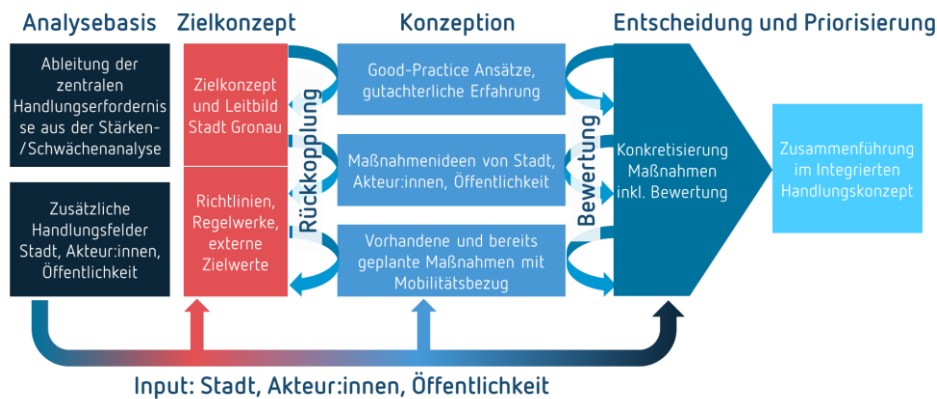 Analysebasis
Zielkonzept
Konzeption
Entscheidung und Priorisierung
Ableitung der
zentralen
Handlungserfordernis
se aus der Stärken-
/Schwächenanalyse
Zusätzliche
Handlungsfelder
Stadt, Akteur:innen,
Öffentlichkeit
Zielkonzept
und Leitbild
Stadt Gronau
Richtlinien,
Regelwerke,
externe
Zielwerte
Rückkopplung
Good-Practice Ansätze,
gutachterliche Erfahrung
Maßnahmenideen von Stadt,
Akteur:innen, Öffentlichkeit
Vorhandene und bereits
geplante Maßnahmen mit
Mobilitätsbezug
Bewertung
Konkretisierung
Maßnahmen
inkl. Bewertung
Zusammenführung
im Integrierten
Handlungskonzept
Input: Stadt, Akteur:innen, Öffentlichkeit